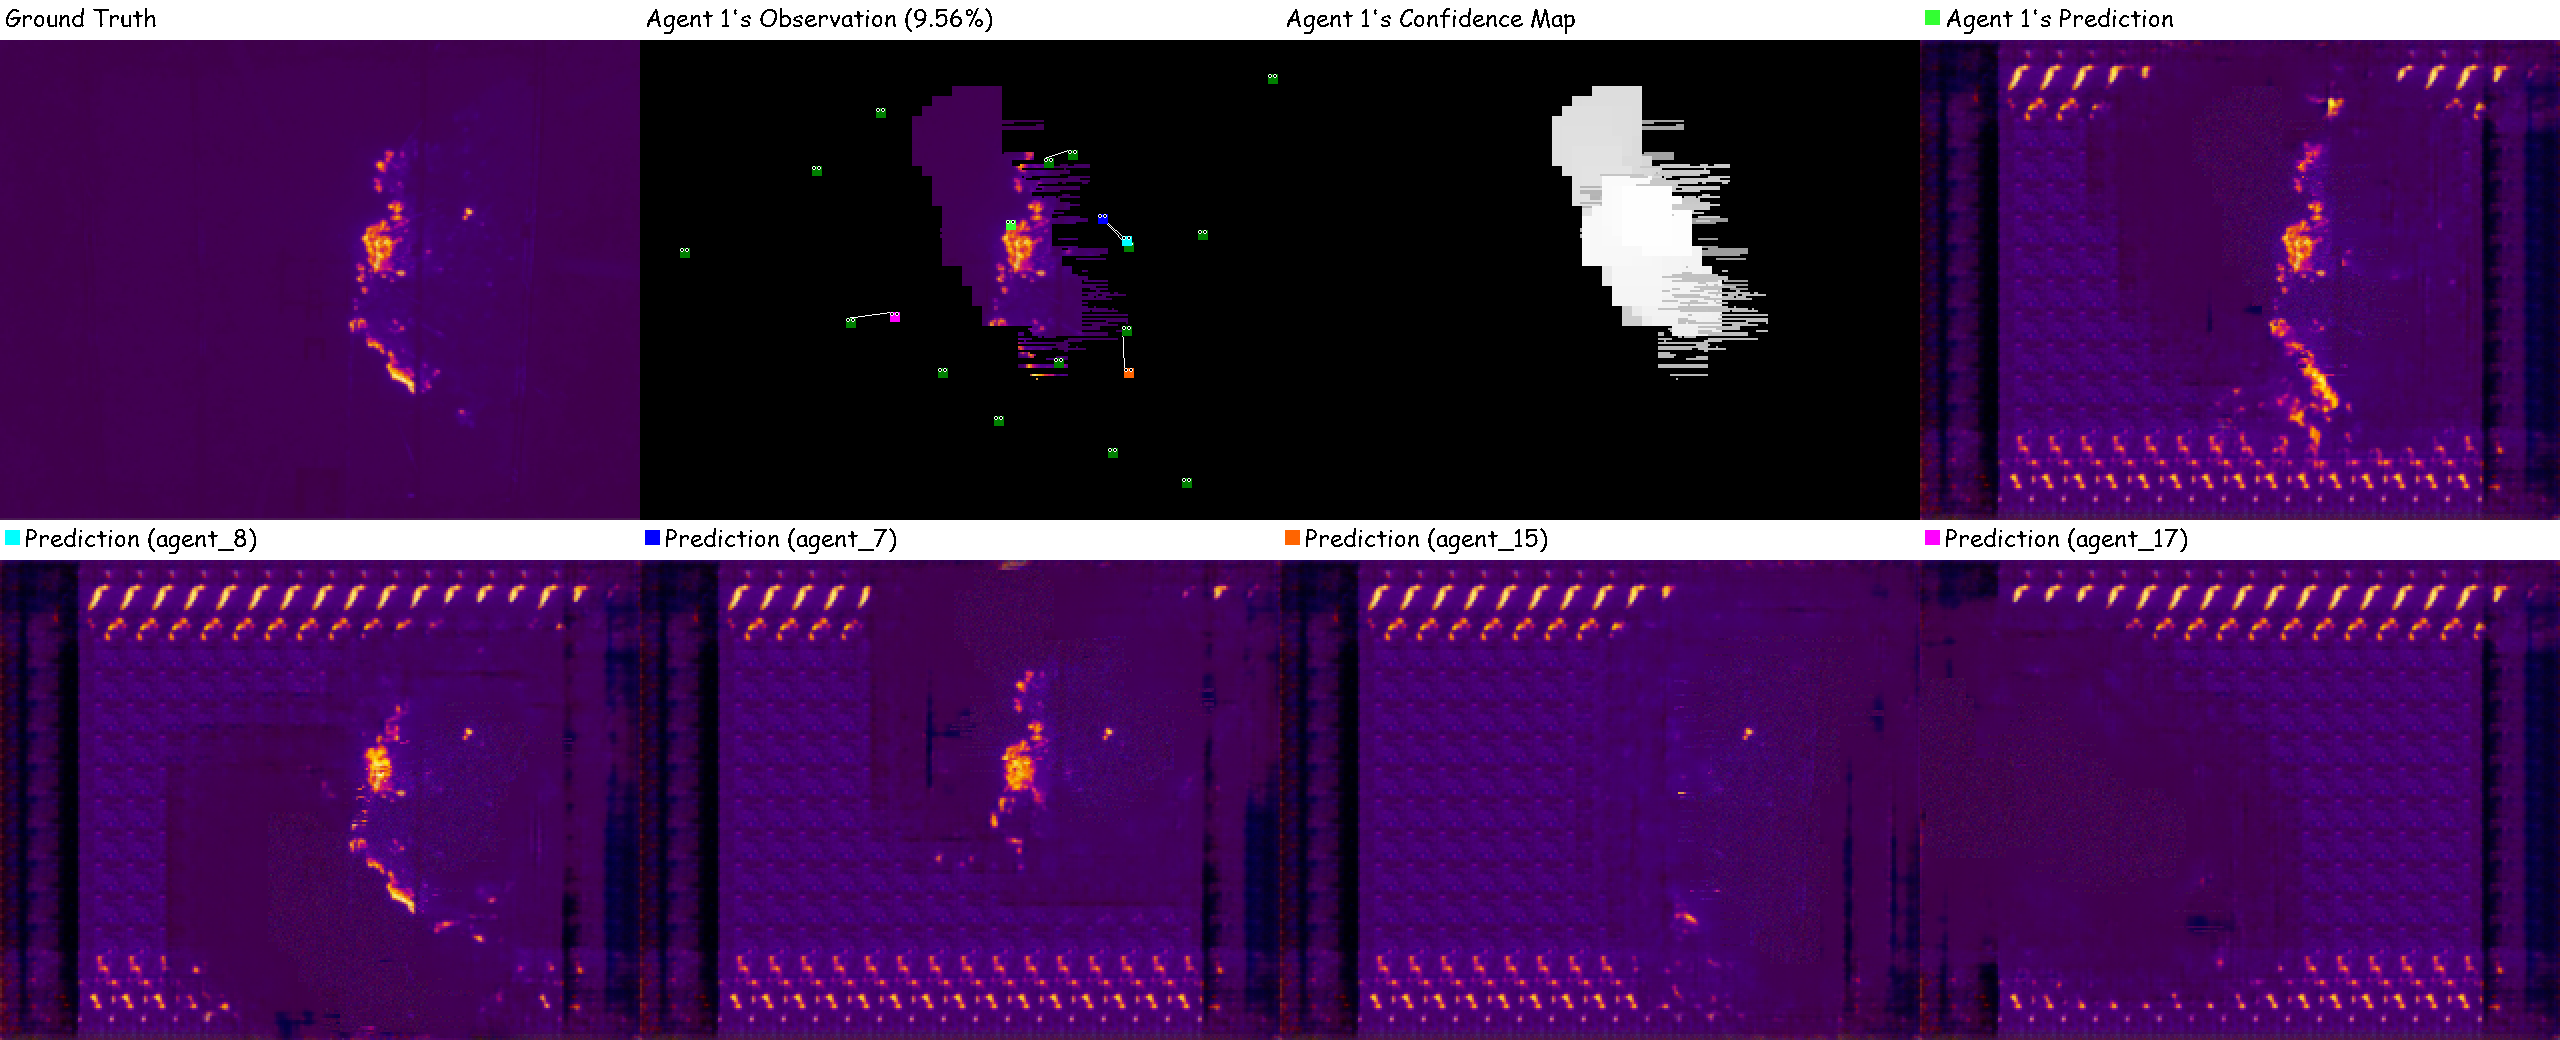 Ground Truth
Agent 1's Observation (9.56%)
Agent 1's Confidence Map
Agent 1's Prediction
Prediction (agent_8)
Prediction (agent_7)
Prediction (agent_15)
Prediction (agent_17)